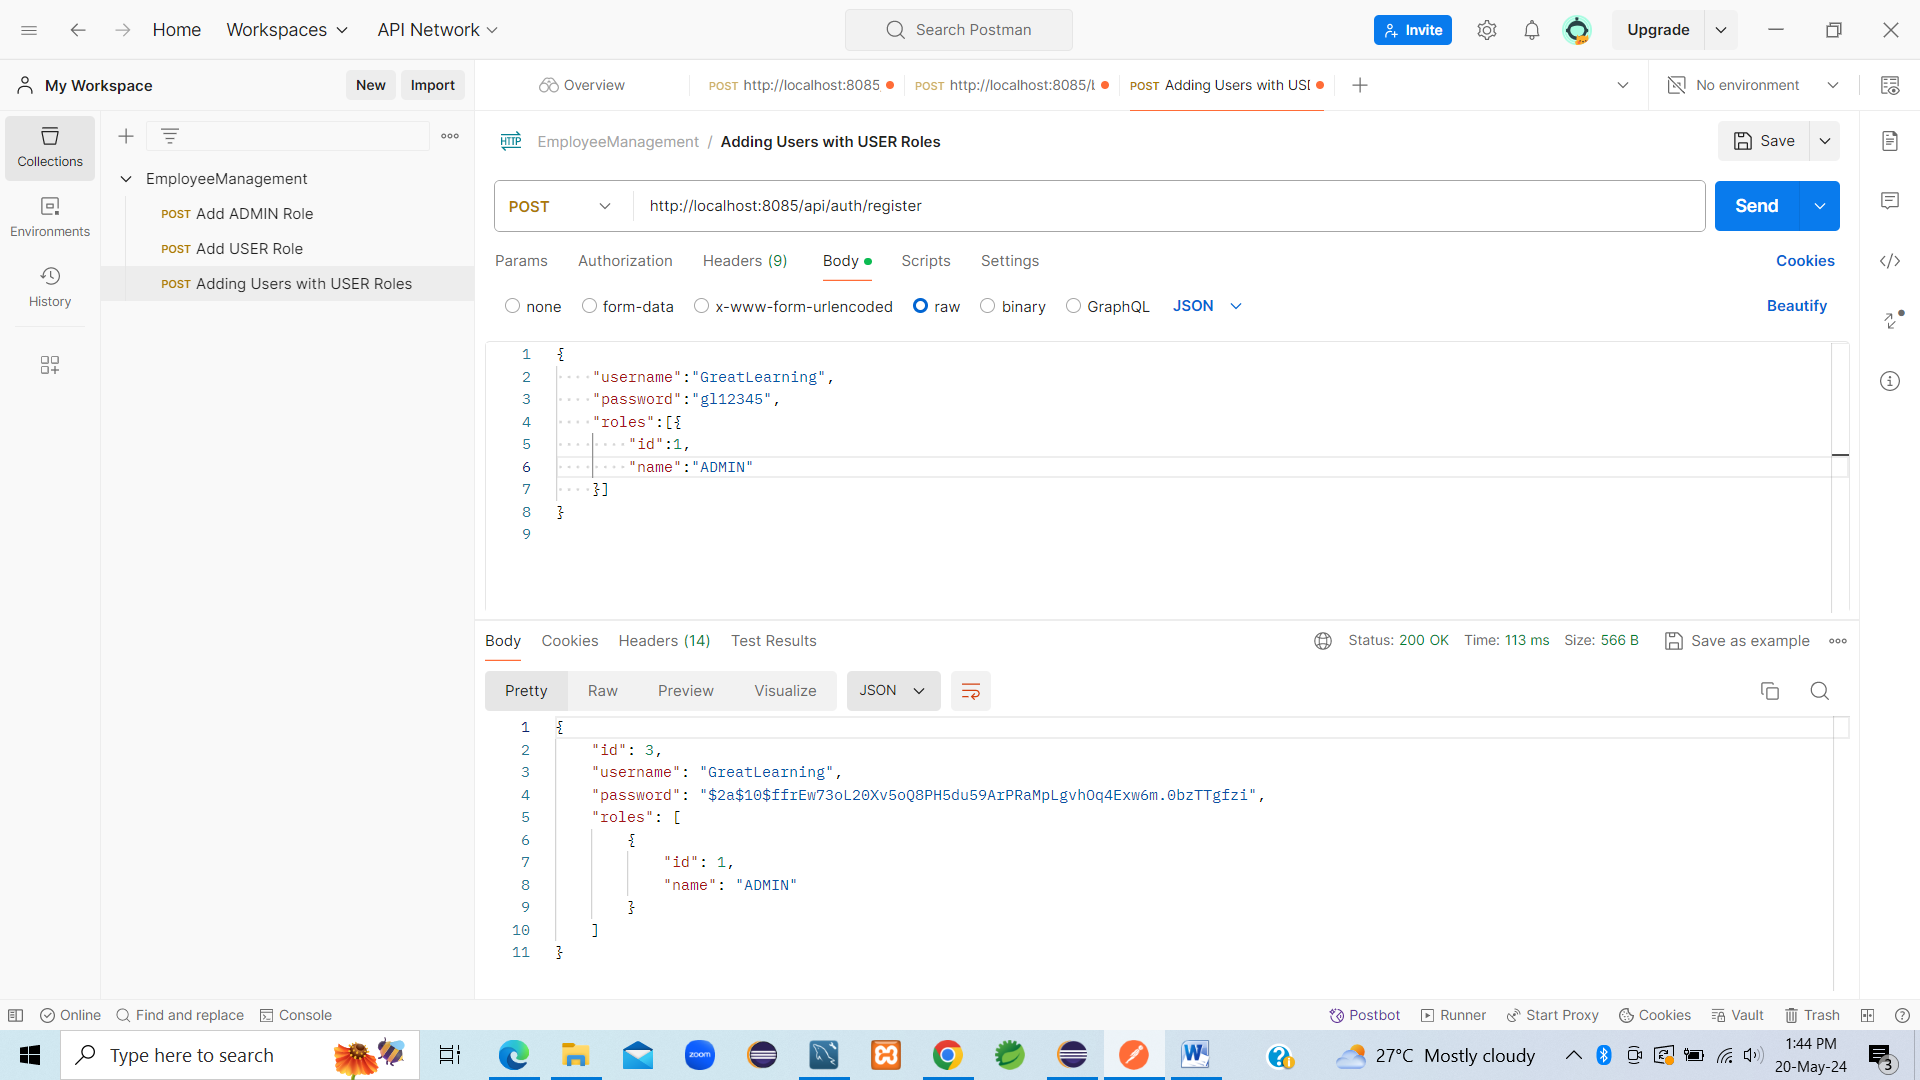 Home Workspaces API Network Search Postman Invite Upgrade
My Workspace New Import Overview POST http://localhost:8085 POST http://localhost:8085/ POST Adding Users with USE No environment
Collections
Environments
History
EmployeeManagement
POST Add ADMIN Role
POST Add USER Role
POST Adding Users with USER Roles
HTTP EmployeeManagement / Adding Users with USER Roles Save
POST http://localhost:8085/api/auth/register Send
Params Authorization Headers (9) Body Scripts Settings Cookies
none form-data x-www-form-urlencoded raw binary GraphQL JSON Beautify
1 {
2 "username":"GreatLearning",
3 "password":"gl12345",
4 "roles":[{
5 "id":1,
6 "name":"ADMIN"
7 }]
8 }
9
Body Cookies Headers (14) Test Results Status: 200 OK Time: 113 ms Size: 566 B Save as example
Pretty Raw Preview Visualize JSON
1 {
2 "id": 3,
3 "username": "GreatLearning",
4 "password": "$2a$10$ffrEw73oL20Xv5oQ8PH5du59ArPRaMpLgvhOq4Exw6m.0bzTTgfzi",
5 "roles": [
6 {
7 "id": 1,
8 "name": "ADMIN"
9 }
10 ]
11 }
Online Find and replace Console Postbot Runner Start Proxy Cookies Vault Trash
Type here to search zoom 27°C Mostly cloudy 1:44 PM
20-May-24 3